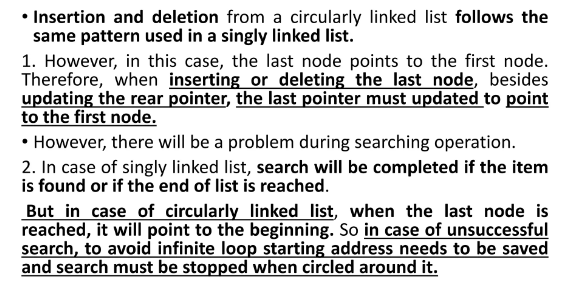 • Insertion and deletion from a circularly linked list follows the
same pattern used in a singly linked list.
1. However, in this case, the last node points to the first node.
Therefore, when inserting or deleting the last node, besides
updating the rear pointer, the last pointer must updated to point
to the first node.
• However, there will be a problem during searching operation.
2. In case of singly linked list, search will be completed if the item
is found or if the end of list is reached.
But in case of circularly linked list, when the last node is
reached, it will point to the beginning. So in case of unsuccessful
search, to avoid infinite loop starting address needs to be saved
and search must be stopped when circled around it.